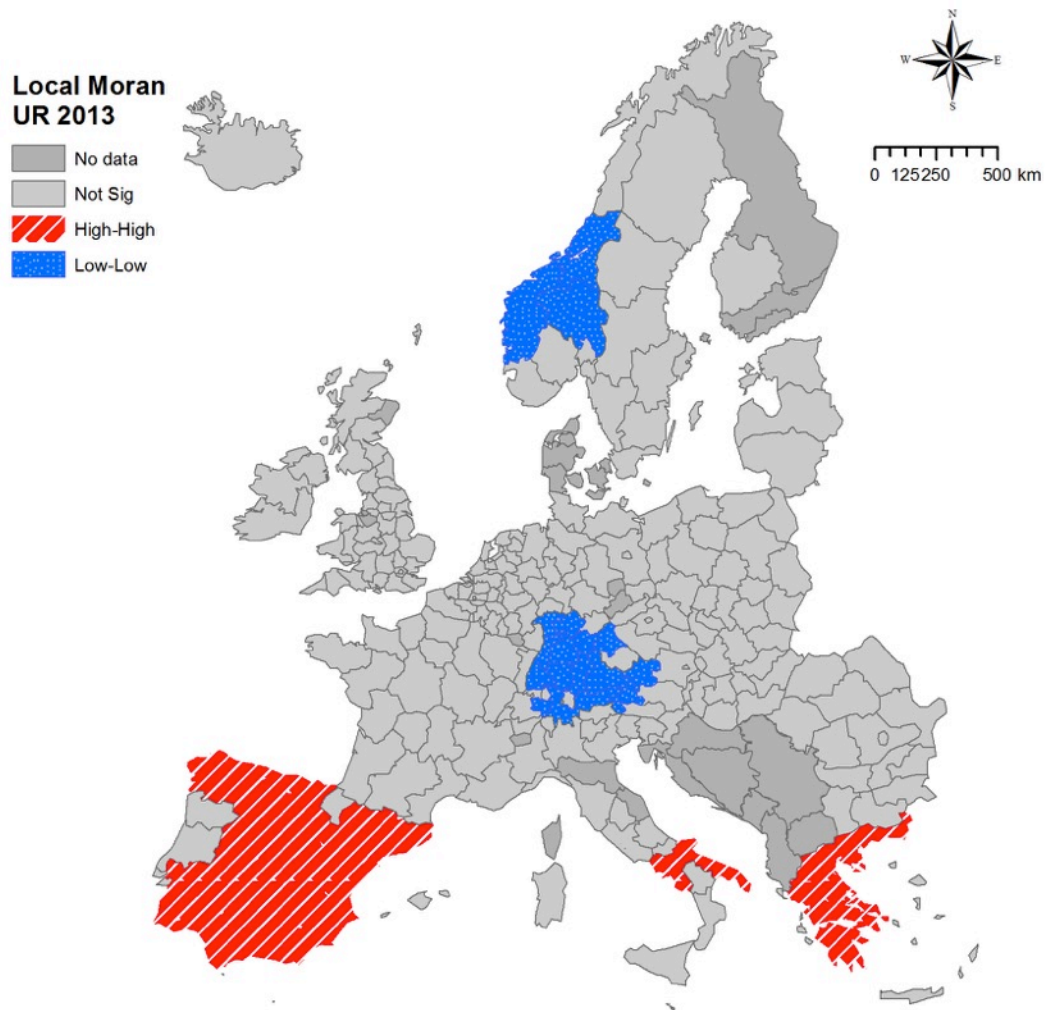 Local Moran
UR 2013
No data
Not Sig
High-High
Low-Low
N
W E
S
0 125250 500 km